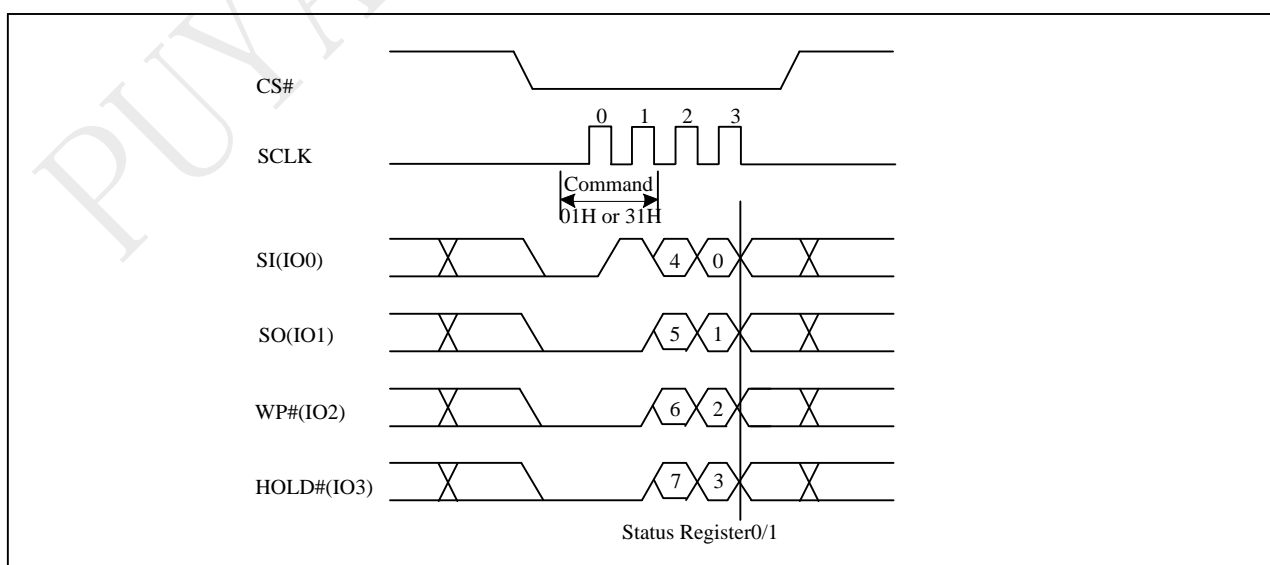 PUYA
CS#
0 1 2 3
SCLK
Command
01H or 31H
SI(IO0) 4 0
SO(IO1) 5 1
WP#(IO2) 6 2
HOLD#(IO3) 7 3
Status Register0/1